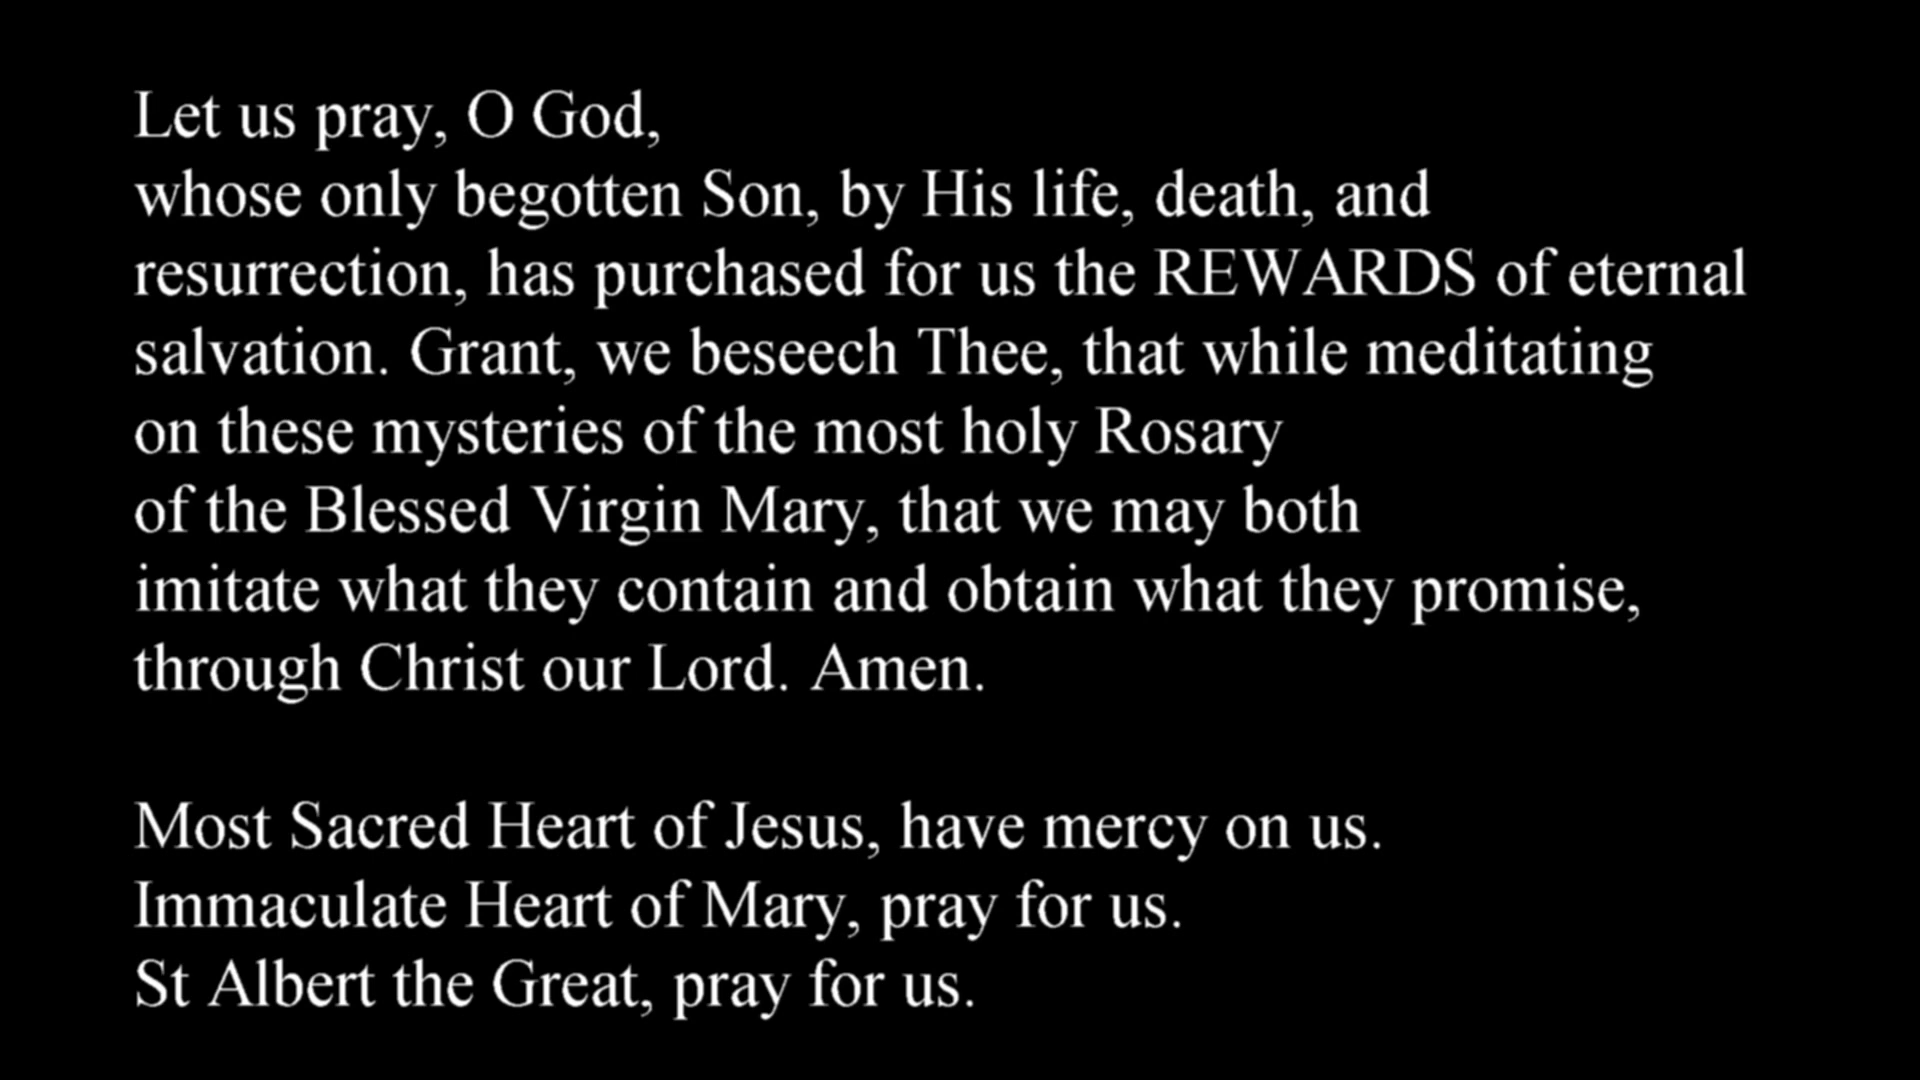 Let us pray, O God,
whose only begotten Son, by His life, death, and
resurrection, has purchased for us the REWARDS of eternal
salvation. Grant, we beseech Thee, that while meditating
on these mysteries of the most holy Rosary
of the Blessed Virgin Mary, that we may both
imitate what they contain and obtain what they promise,
through Christ our Lord. Amen.
Most Sacred Heart of Jesus, have mercy on us.
Immaculate Heart of Mary, pray for us.
St Albert the Great, pray for us.